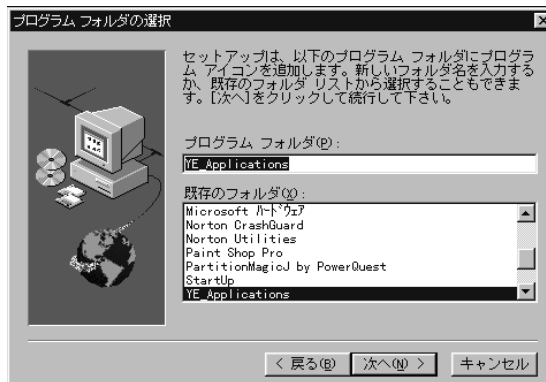 プログラム フォルダの選択
セットアップは、以下のプログラム フォルダにプログラ
ム アイコンを追加します。新しいフォルダ名を入力する
か、既存のフォルダ リストから選択することもできま
す。[次へ]をクリックして続行して下さい。
プログラム フォルダ(P):
YE_Applications
既存のフォルダ(X):
Microsoft ハードウェア
Norton CrashGuard
Norton Utilities
Paint Shop Pro
PartitionMagicJ by PowerQuest
StartUp
YE_Applications
< 戻る(B) 次へ(N) > キャンセル